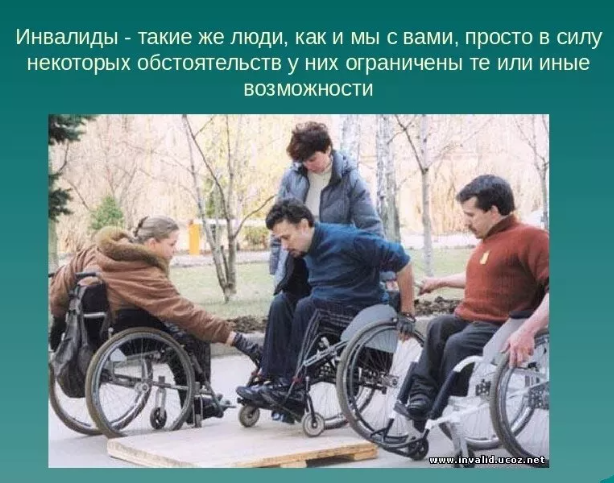 Инвалиды - такие же люди, как и мы с вами, просто в силу
некоторых обстоятельств у них ограничены те или иные
возможности
www.invalid.ucoz.net